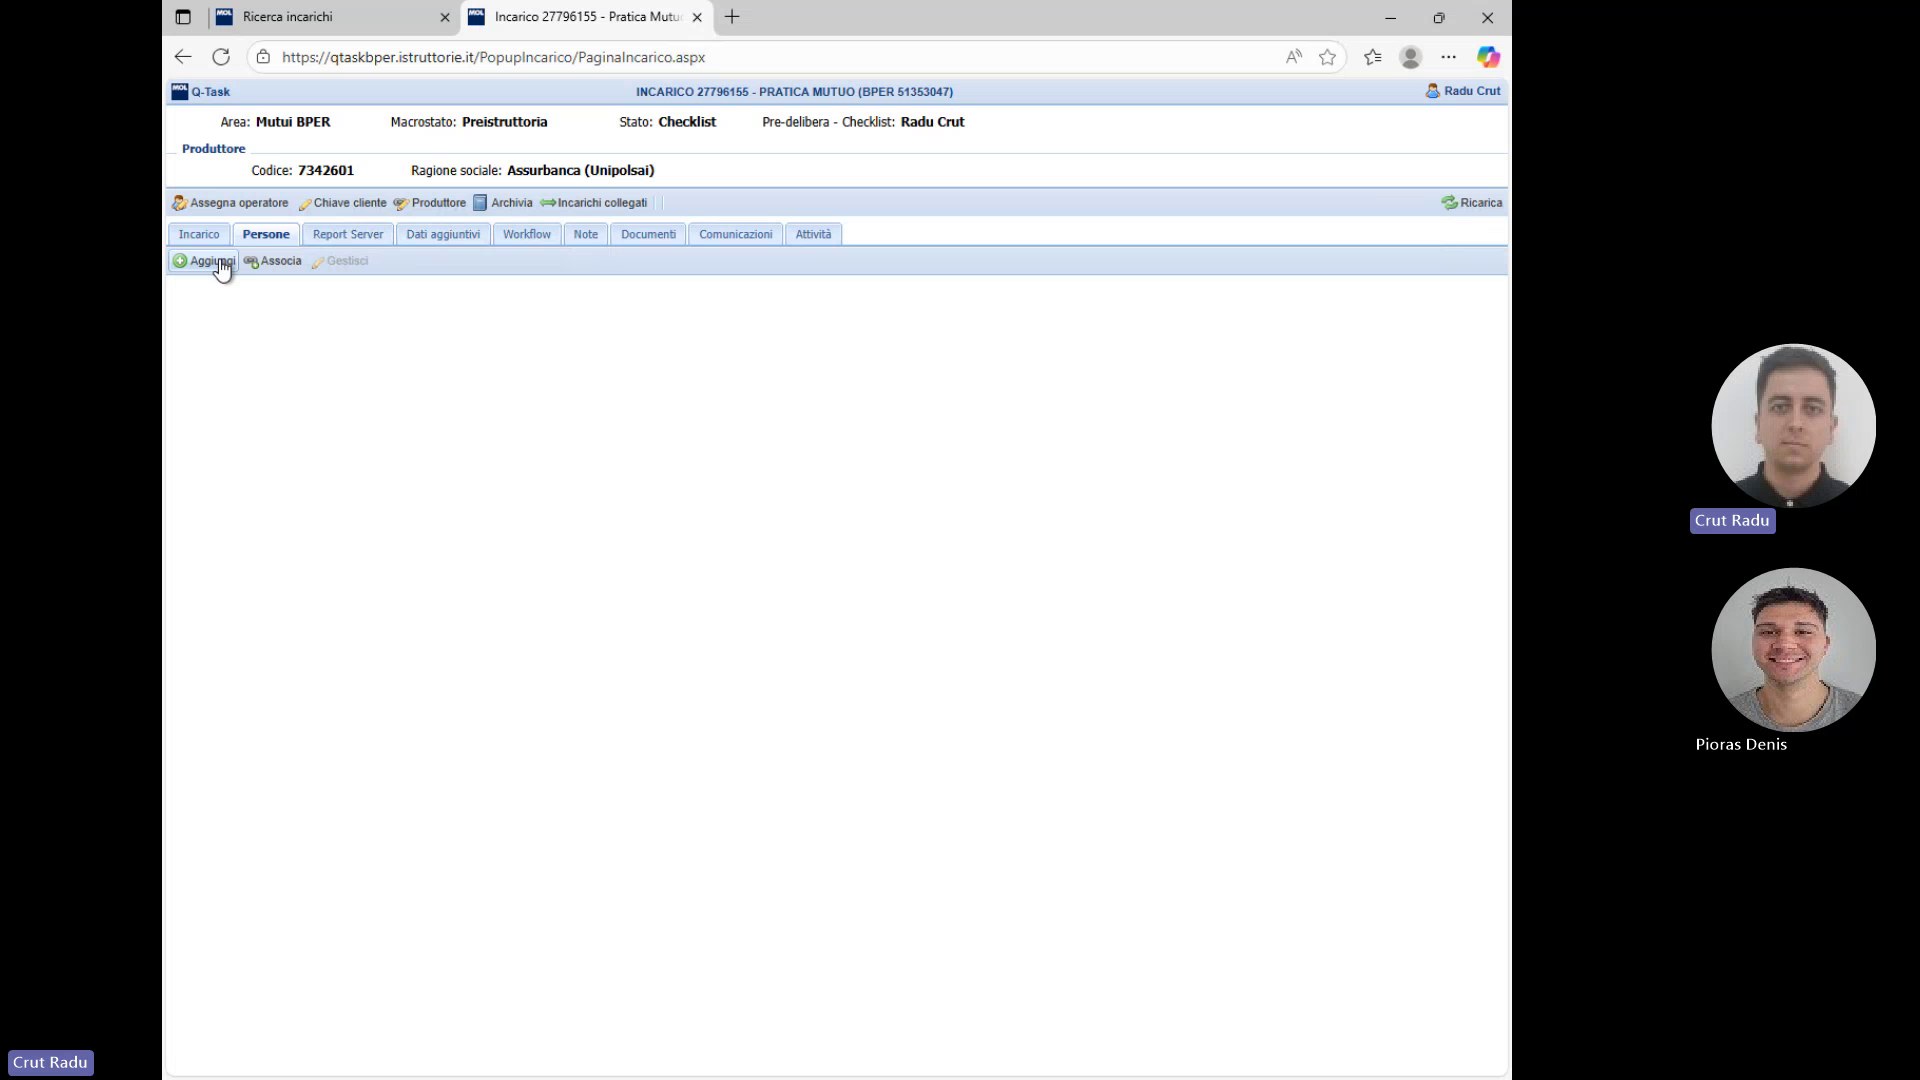 Ricerca incarichi
Incarico 27796155 - Pratica Mutu
https://qtaskbper.istruttorie.it/PopupIncarico/PaginaIncarico.aspx
MOL Q-Task INCARICO 27796155 - PRATICA MUTUO (BPER 51353047) Radu Crut
Area: Mutui BPER Macrostato: Preistruttoria Stato: Checklist Pre-delibera - Checklist: Radu Crut
Produttore
Codice: 7342601 Ragione sociale: Assurbanca (Unipolsai)
Assegna operatore Chiave cliente Produttore Archivia Incarichi collegati Ricarica
Incarico Persone Report Server Dati aggiuntivi Workflow Note Documenti Comunicazioni Attività
Aggiungi Associa Gestisci
Crut Radu
Pioras Denis
Crut Radu